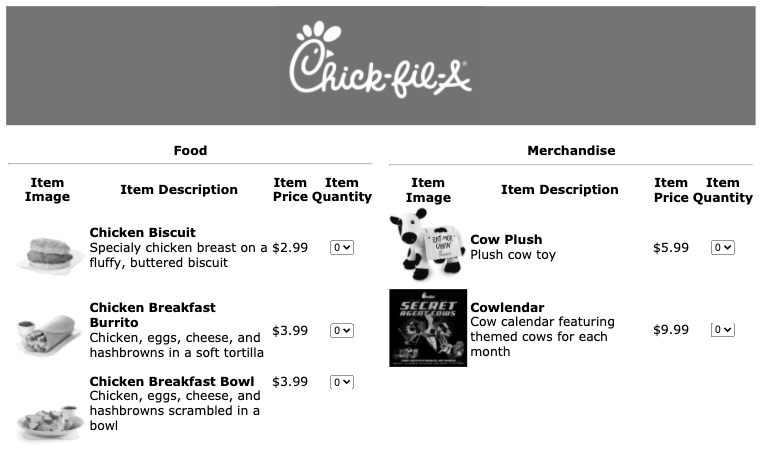 Chick-fil-A®
Food
Item Image
Item Description
Item Price
Item Quantity
Chicken Biscuit
Specialy chicken breast on a
fluffy, buttered biscuit
$2.99
0
Chicken Breakfast
Burrito
Chicken, eggs, cheese, and
hashbrowns in a soft tortilla
$3.99
0
Chicken Breakfast Bowl
Chicken, eggs, cheese, and
hashbrowns scrambled in a
bowl
$3.99
0
Merchandise
Item Image
Item Description
Item Price
Item Quantity
EAT MOR
CHIKIN
Cow Plush
Plush cow toy
$5.99
0
SECRET
AGENT COWS
Cowlendar
Cow calendar featuring
themed cows for each
month
$9.99
0